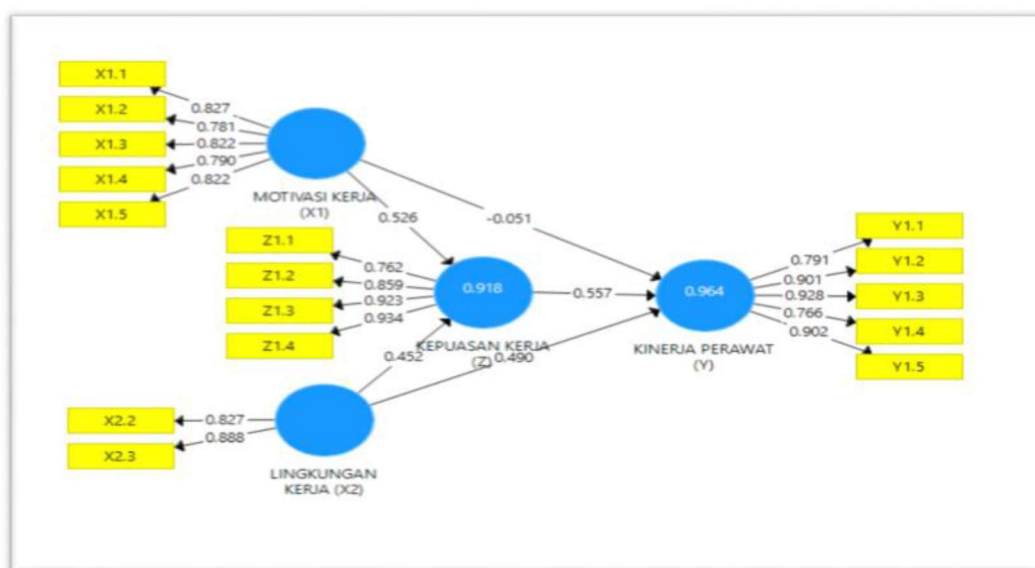 X1.1
X1.2
X1.3
X1.4
X1.5
0.827
0.781
0.822
0.790
0.822
MOTIVASI KERJA
(X1)
0.526
-0.051
Z1.1
Z1.2
Z1.3
Z1.4
0.762
0.859
0.923
0.934
0.918
KEPUASAN KERJA
(Z)
0.557
0.452
0.490
0.964
KINERJA PERAWAT
(Y)
0.791
0.901
0.928
0.766
0.902
Y1.1
Y1.2
Y1.3
Y1.4
Y1.5
X2.2
X2.3
0.827
0.888
LINGKUNGAN
KERJA (X2)